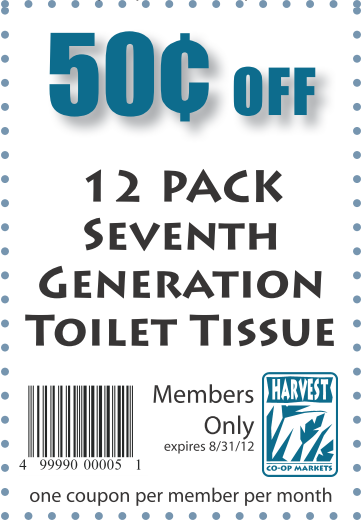 50¢ OFF
12 PACK
SEVENTH
GENERATION
TOILET TISSUE
Members
Only
expires 8/31/12
4 99990 00005 1
HARVEST
CO-OP MARKETS
one coupon per member per month